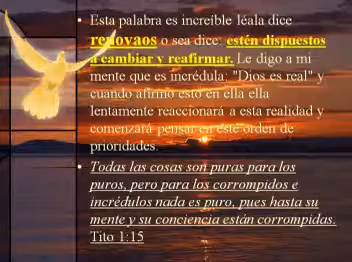 • Esta palabra es increíble léala dice
renovaos o sea dice: estén dispuestos
a cambiar y reafirmar. Le digo a mi
mente que es incrédula; "Dios es real" y
cuando afirmo esto en ella ella
lentamente reaccionará a esta realidad y
comenzará pensar en este orden de
prioridades.
• Todas las cosas son puras para los
puros, pero para los corrompidos e
incrédulos nada es puro, pues hasta su
mente y su conciencia están corrompidas.
Tito 1:15